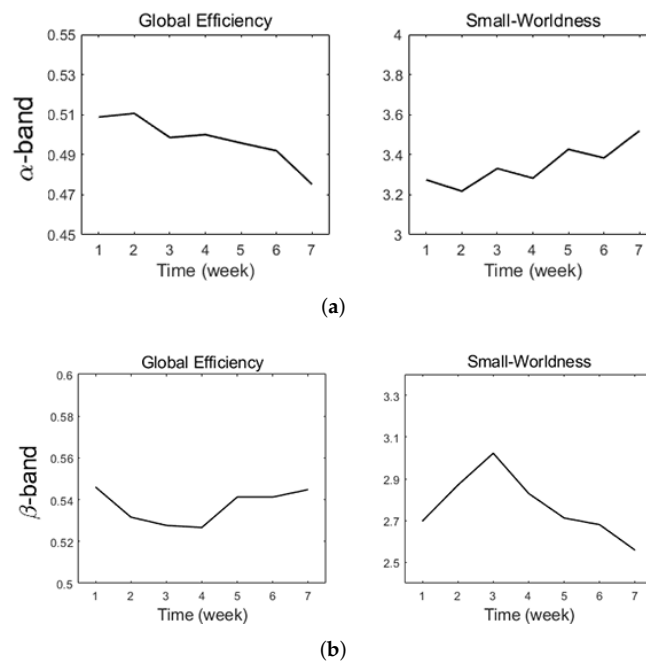 Global Efficiency
0.55
0.53
0.51
0.49
0.47
0.45
α-band
1 2 3 4 5 6 7
Time (week)
Small-Worldness
4
3.8
3.6
3.4
3.2
3
1 2 3 4 5 6 7
Time (week)
(a)
Global Efficiency
0.6
0.58
0.56
0.54
0.52
0.5
β-band
1 2 3 4 5 6 7
Time (week)
Small-Worldness
3.3
3.1
2.9
2.7
2.5
1 2 3 4 5 6 7
Time (week)
(b)